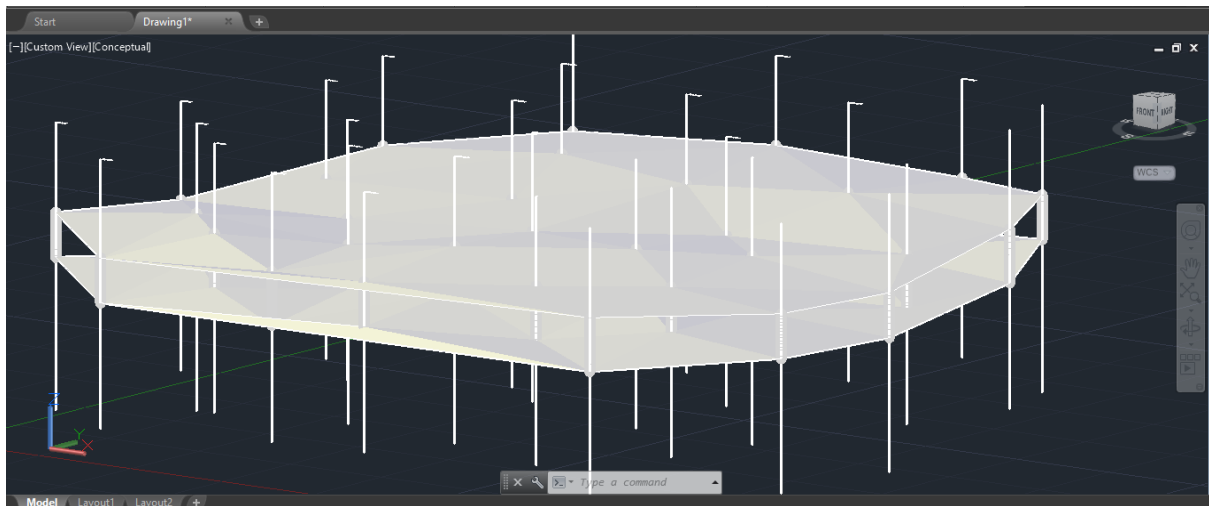 Start
Drawing1*
[−][Custom View][Conceptual]
FRONT
RIGHT
WCS
Z
Y
X
Type a command
Model
Layout1
Layout2